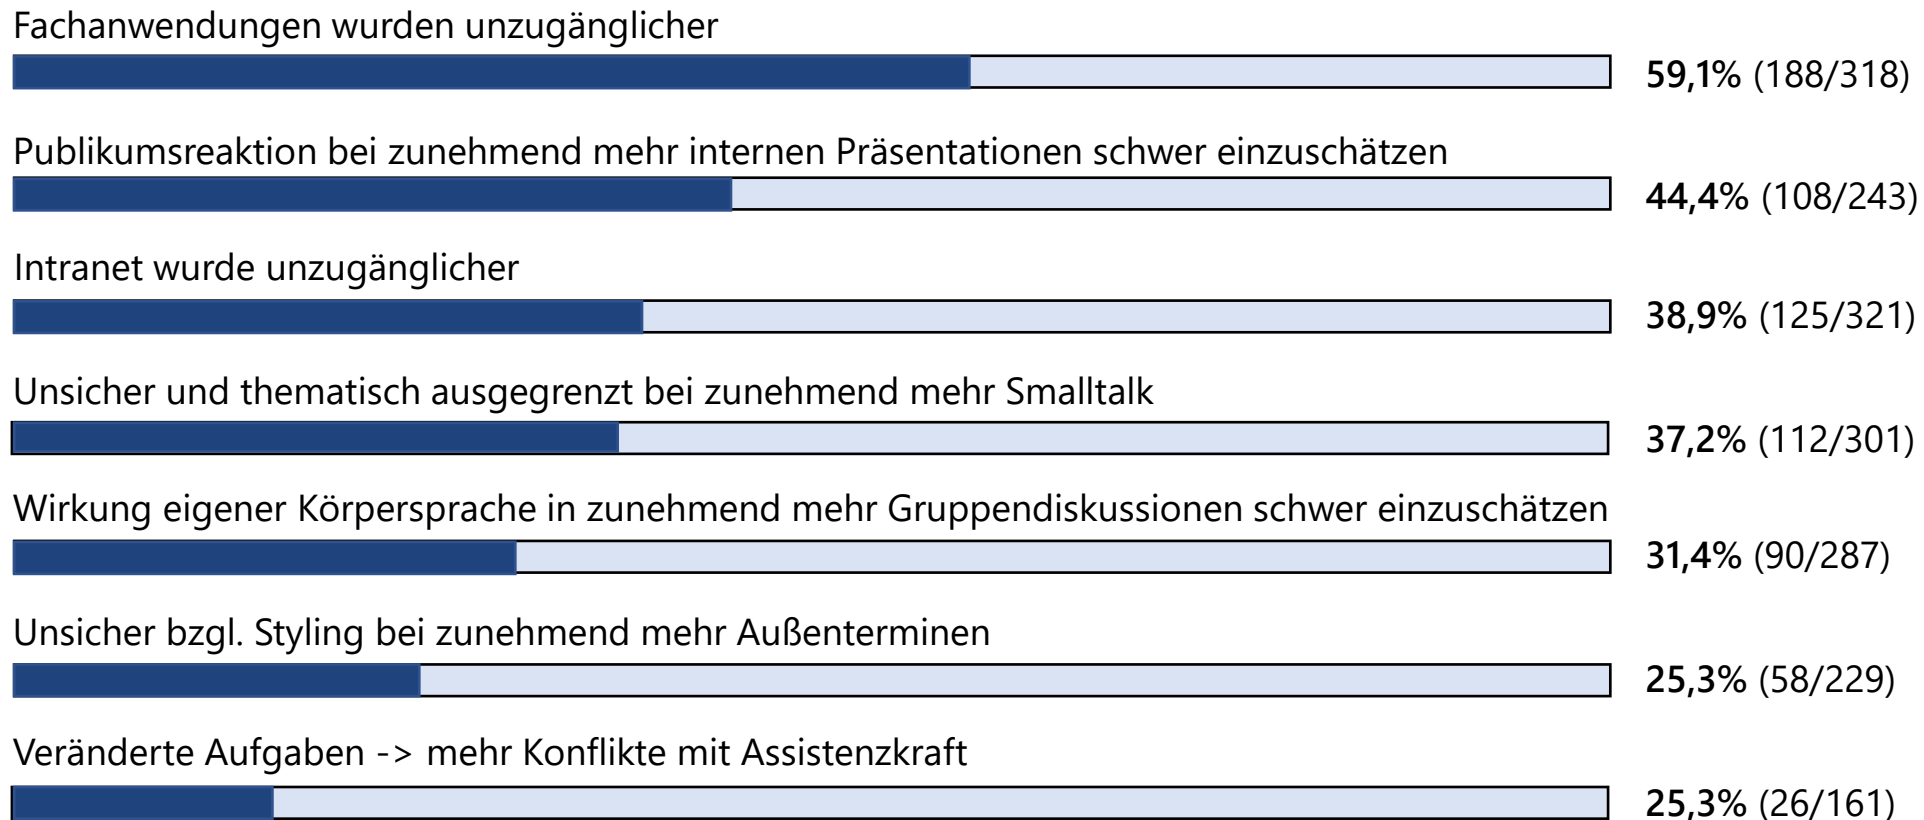 Fachanwendungen wurden unzugänglicher
59,1% (188/318)
Publikumsreaktion bei zunehmend mehr internen Präsentationen schwer einzuschätzen
44,4% (108/243)
Intranet wurde unzugänglicher
38,9% (125/321)
Unsicher und thematisch ausgegrenzt bei zunehmend mehr Smalltalk
37,2% (112/301)
Wirkung eigener Körpersprache in zunehmend mehr Gruppendiskussionen schwer einzuschätzen
31,4% (90/287)
Unsicher bzgl. Styling bei zunehmend mehr Außenterminen
25,3% (58/229)
Veränderte Aufgaben -> mehr Konflikte mit Assistenzkraft
25,3% (26/161)